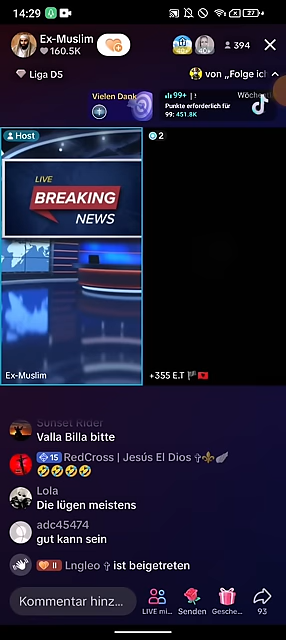 14:29
27
Ex-Muslim
160.5K
394
Liga D5
von „Folge ich
Vielen Dank
99+
Wöchent
Punkte erforderlich für
99: 451.8K
Host
2
LIVE
BREAKING
NEWS
Ex-Muslim
+355 E.T 🏴🇦🇱
Sunset Rider
Valla Billa bitte
15 RedCross | Jesús El Dios ✞⚜️🪽
🤣🤣🤣🤣
Lola
Die lügen meistens
adc45474
gut kann sein
II Lngleo ✞ ist beigetreten
Kommentar hinz...
LIVE mi...
Senden
Gesche...
93